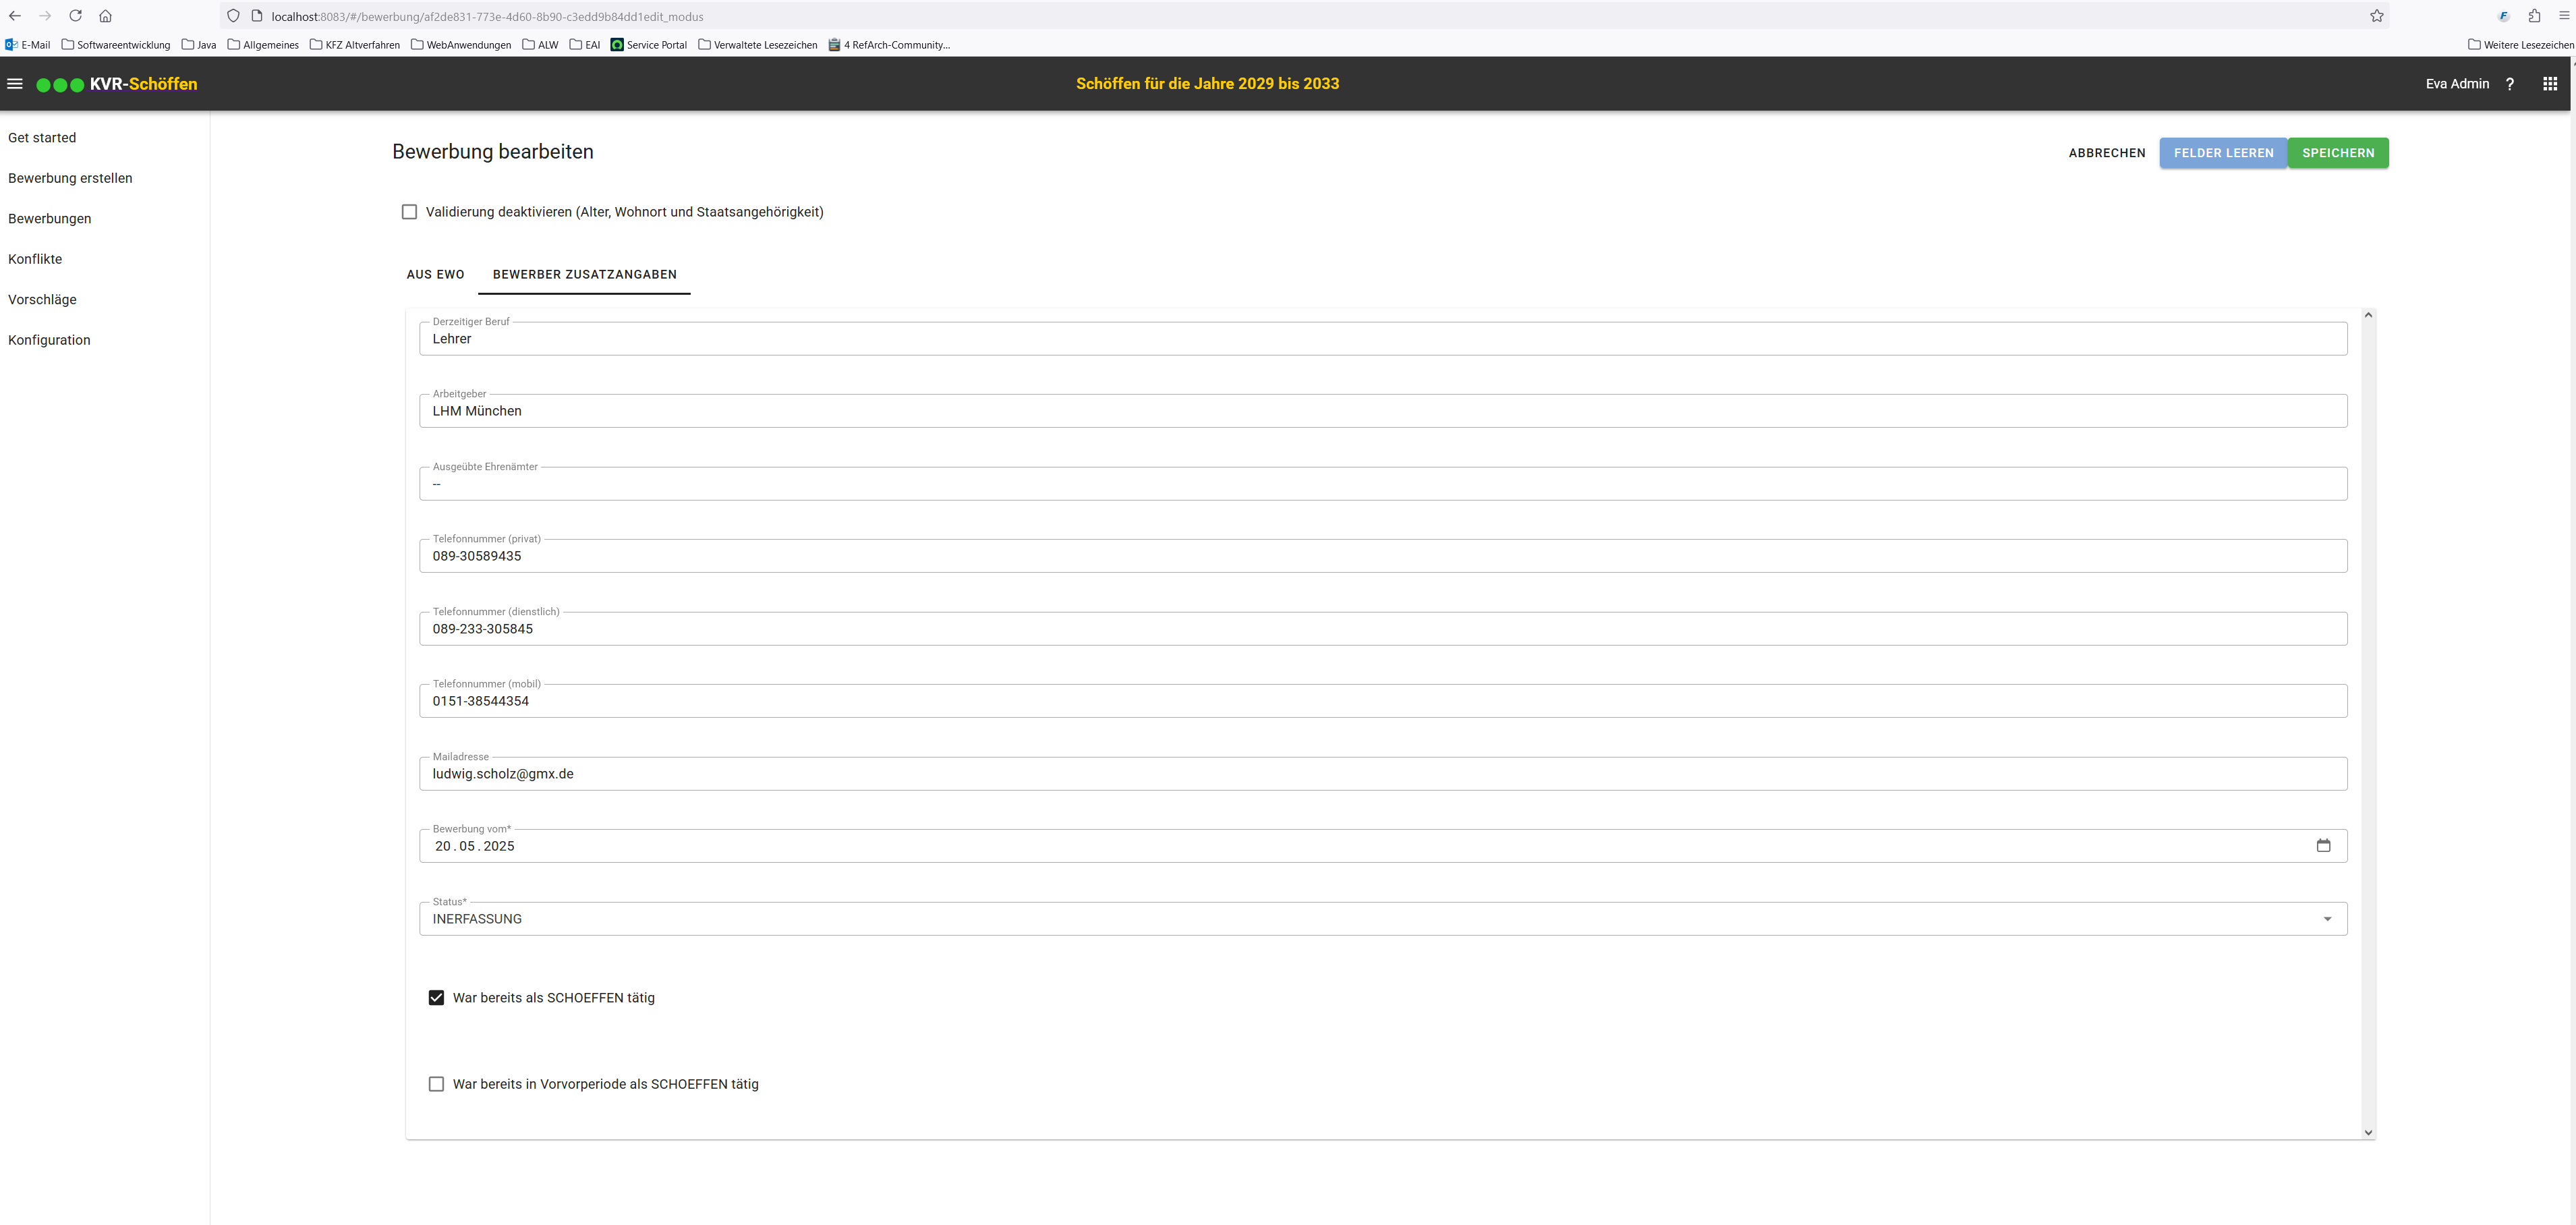 localhost:8083/#/bewerbung/af2de831-773e-4d60-8b90-c3edd9b84dd1edit_modus
E-Mail Softwareentwicklung Java Allgemeines KFZ Altverfahren WebAnwendungen ALW EAI Service Portal Verwaltete Lesezeichen 4 RefArch-Community... Weitere Lesezeichen
KVR-Schöffen Schöffen für die Jahre 2029 bis 2033 Eva Admin ?
Get started
Bewerbung erstellen
Bewerbungen
Konflikte
Vorschläge
Konfiguration
Bewerbung bearbeiten ABBRECHEN FELDER LEEREN SPEICHERN
Validierung deaktivieren (Alter, Wohnort und Staatsangehörigkeit)
AUS EWO BEWERBER ZUSATZANGABEN
Derzeitiger Beruf
Lehrer
Arbeitgeber
LHM München
Ausgeübte Ehrenämter
--
Telefonnummer (privat)
089-30589435
Telefonnummer (dienstlich)
089-233-305845
Telefonnummer (mobil)
0151-38544354
Mailadresse
ludwig.scholz@gmx.de
Bewerbung vom*
20.05.2025
Status*
INERFASSUNG
War bereits als SCHOEFFEN tätig
War bereits in Vorvorperiode als SCHOEFFEN tätig